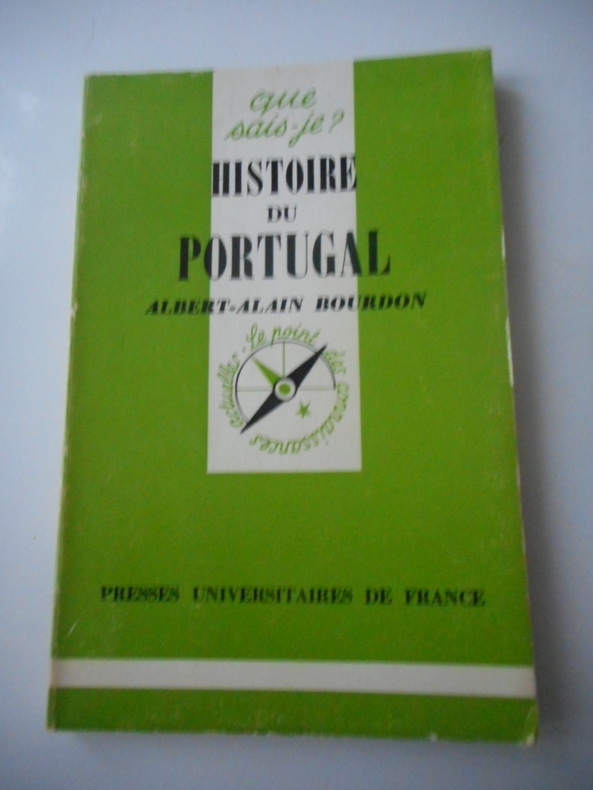 que
sais-je?
HISTOIRE
DU
PORTUGAL
ALBERT-ALAIN BOURDON
le point des connaissances actuelles
PRESSES UNIVERSITAIRES DE FRANCE